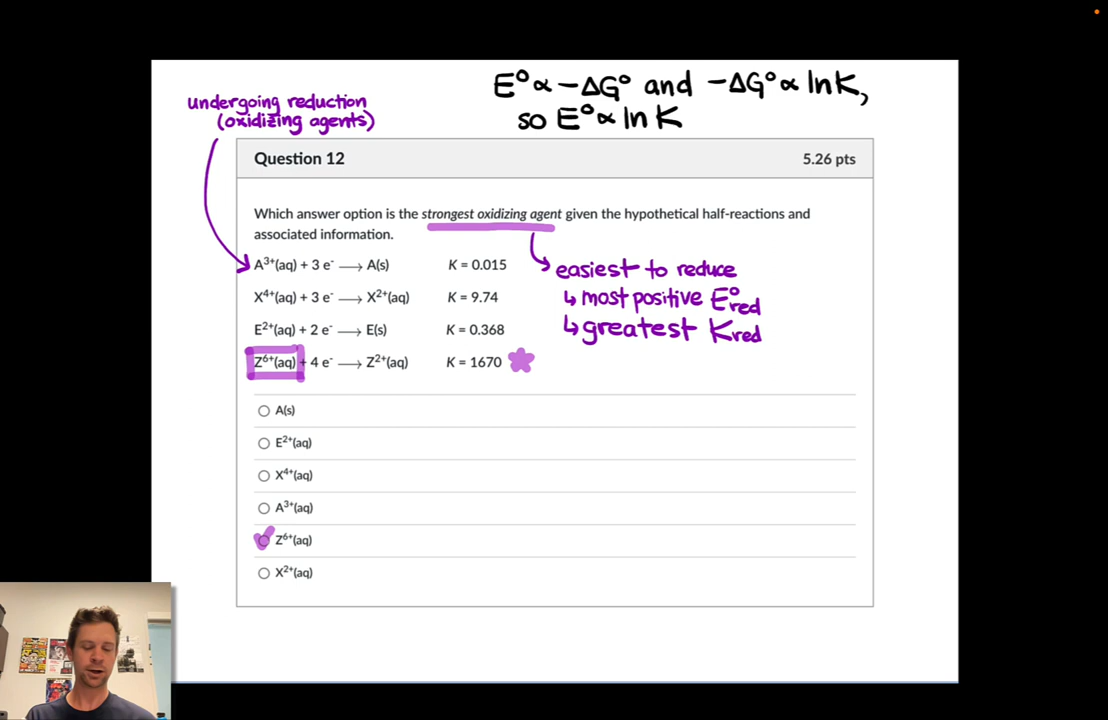 E° ∝ -ΔG° and -ΔG° ∝ lnK,
so E° ∝ ln K
undergoing reduction
(oxidizing agents)
Question 12
5.26 pts
Which answer option is the strongest oxidizing agent given the hypothetical half-reactions and
associated information.
A³⁺(aq) + 3 e⁻ ⟶ A(s) K = 0.015
X⁴⁺(aq) + 3 e⁻ ⟶ X²⁺(aq) K = 9.74
E²⁺(aq) + 2 e⁻ ⟶ E(s) K = 0.368
Z⁶⁺(aq) + 4 e⁻ ⟶ Z²⁺(aq) K = 1670
easiest to reduce
↳ most positive E°red
↳ greatest Kred
A(s)
E²⁺(aq)
X⁴⁺(aq)
A³⁺(aq)
Z⁶⁺(aq)
X²⁺(aq)